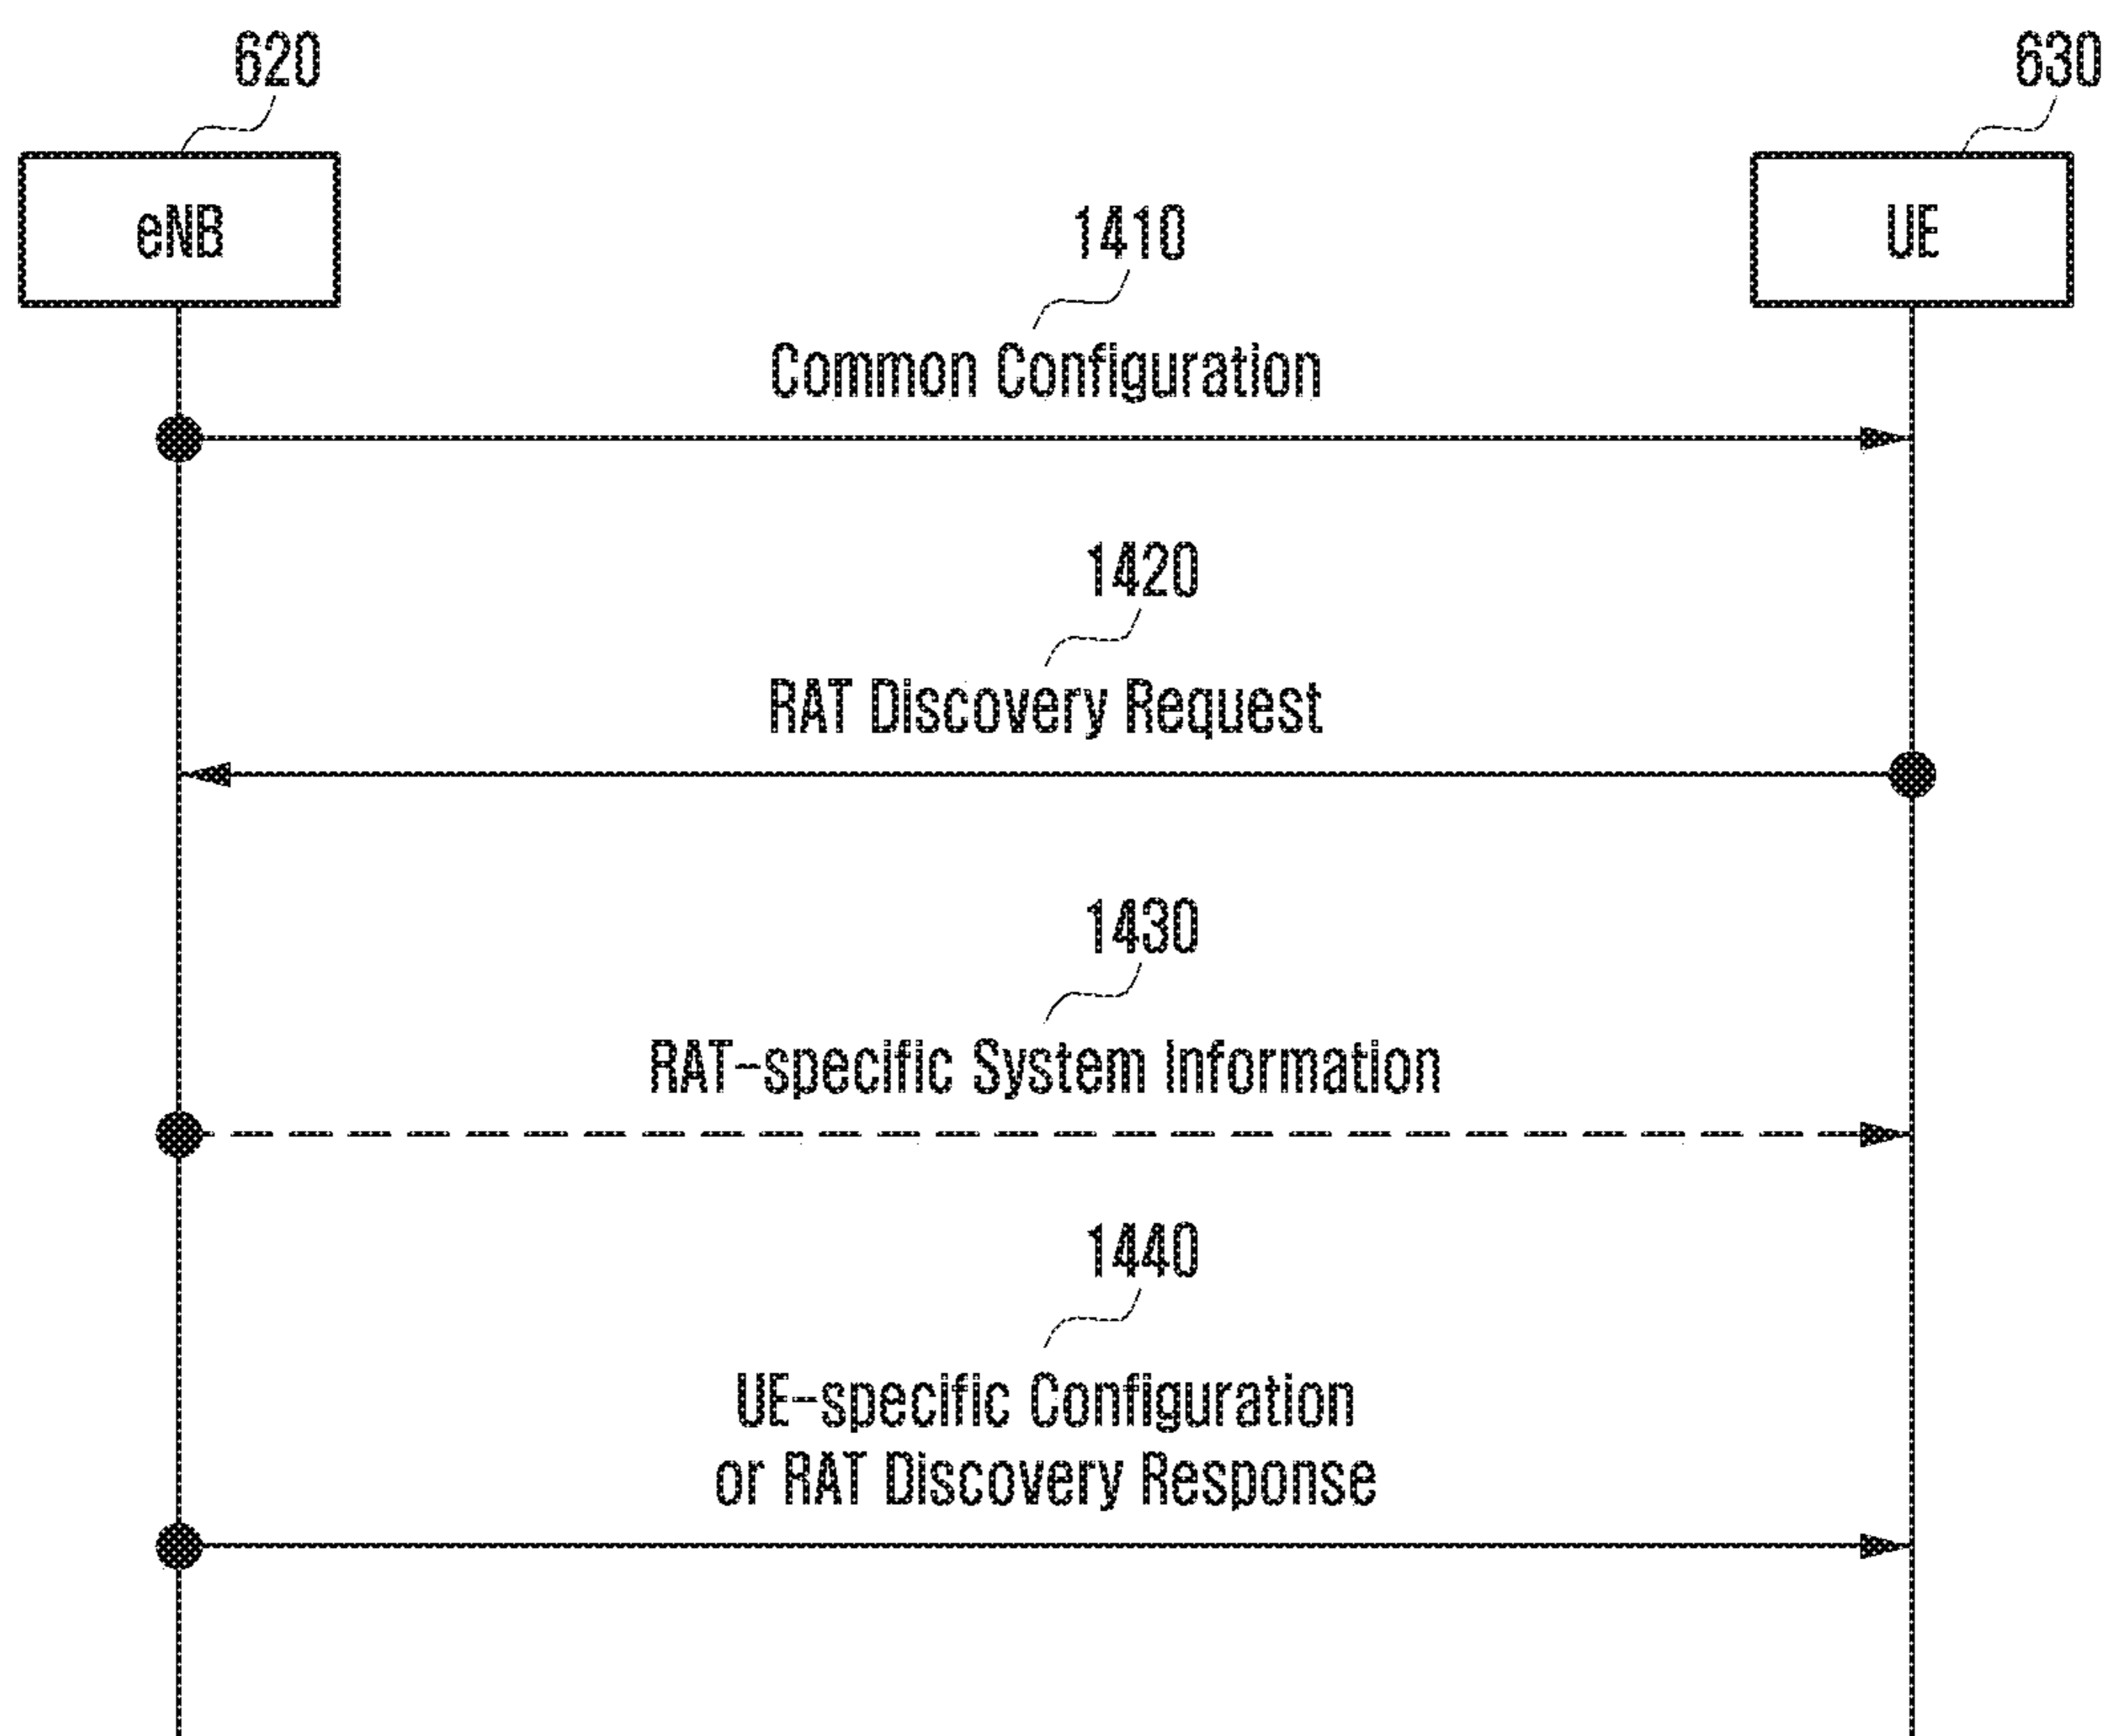 620
630
eNB
UE
1410
Common Configuration
1420
RAT Discovery Request
1430
RAT-specific System Information
1440
UE-specific Configuration
or RAT Discovery Response